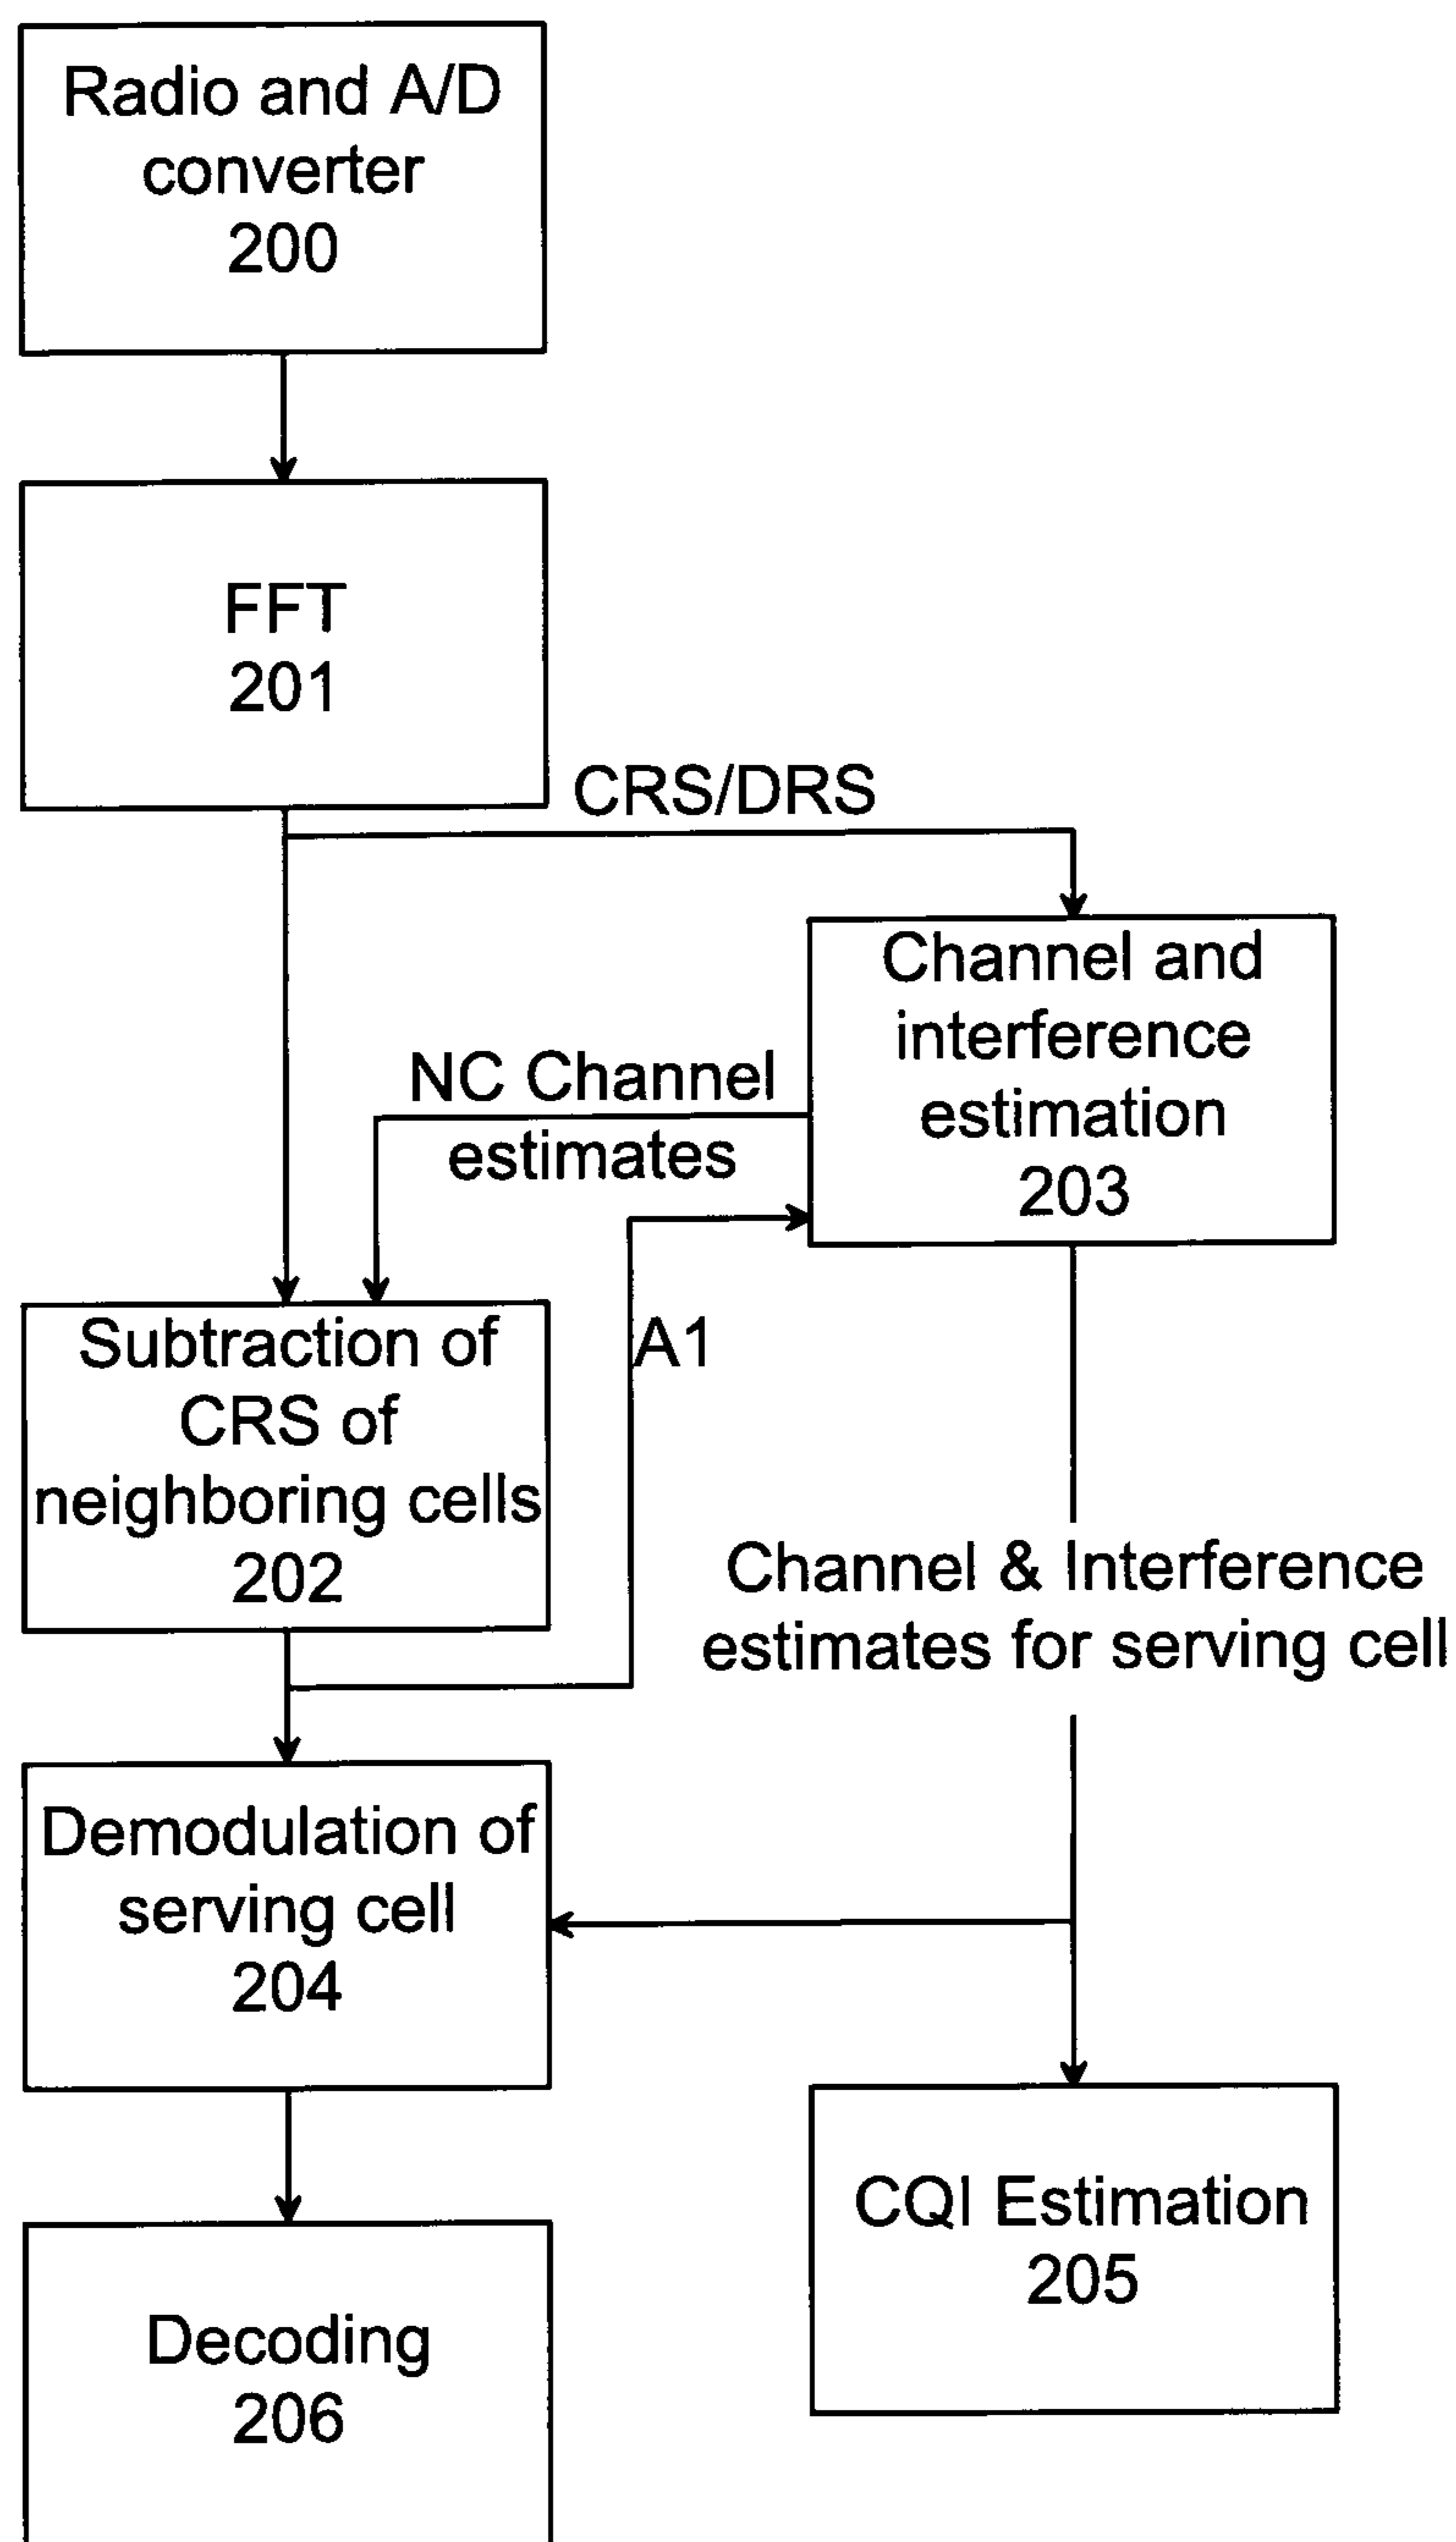 Radio and A/D
converter
200
FFT
201
CRS/DRS
Channel and
interference
estimation
203
NC Channel
estimates
Subtraction of
CRS of
neighboring cells
202
A1
Channel & Interference
estimates for serving cell
Demodulation of
serving cell
204
CQI Estimation
205
Decoding
206